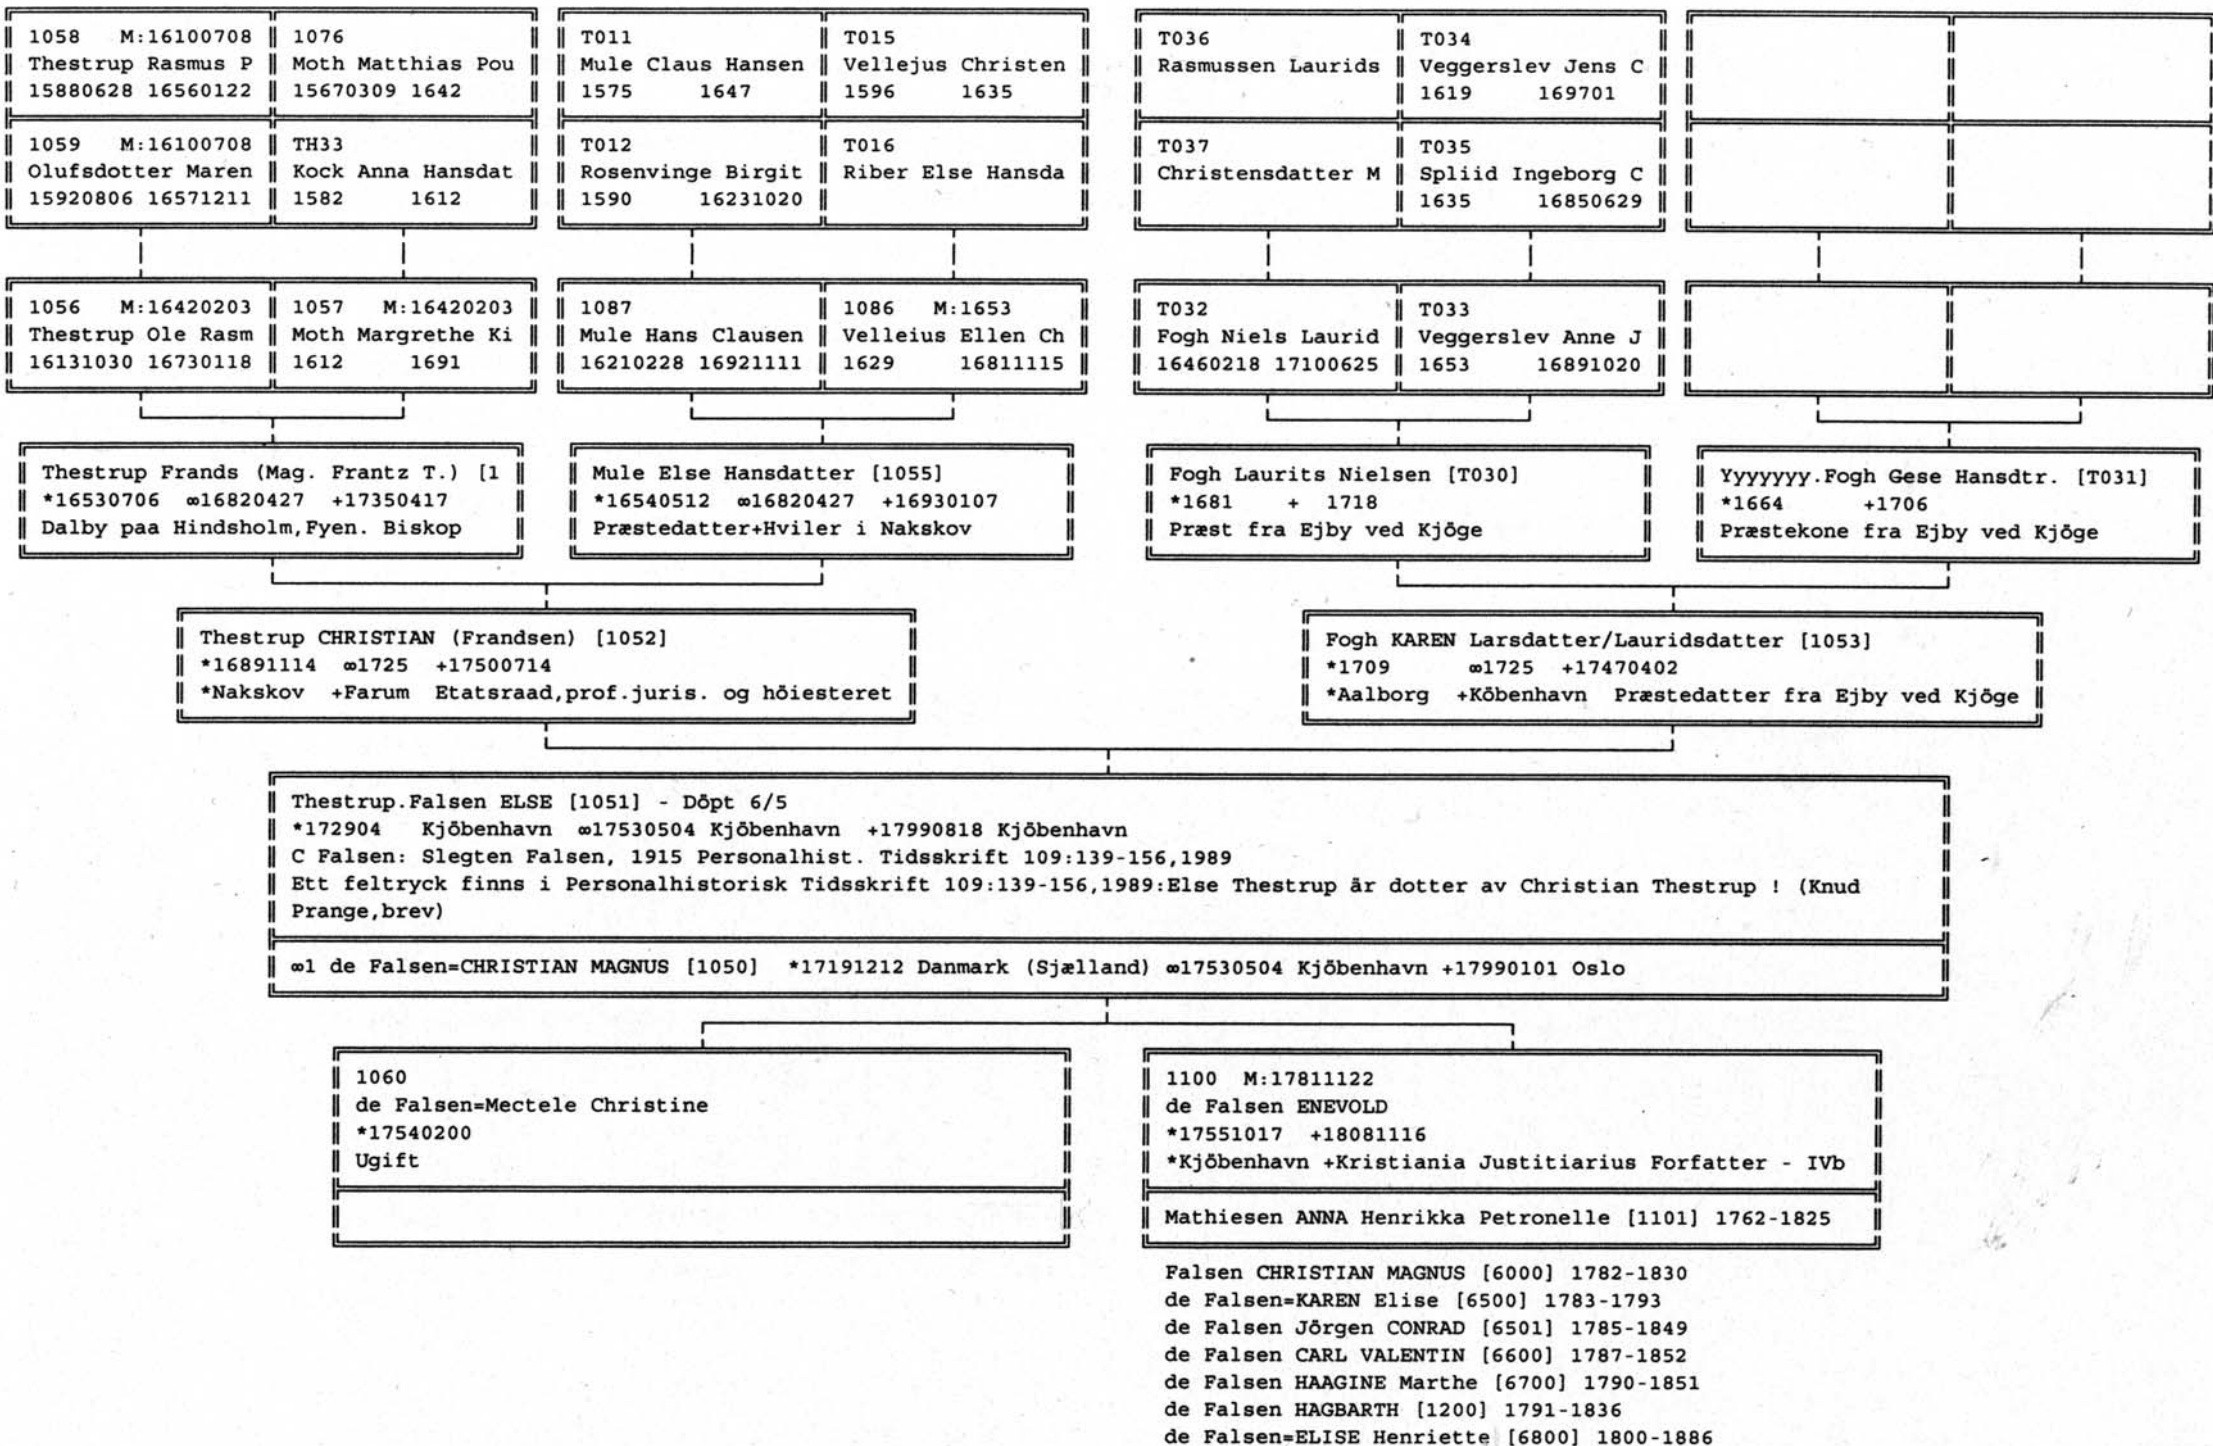 1058 M:16100708
Thestrup Rasmus P
15880628 16560122
1076
Moth Matthias Pou
15670309 1642
T011
Mule Claus Hansen
1575 1647
T015
Vellejus Christen
1596 1635
T036
Rasmussen Laurids
T034
Veggerslev Jens C
1619 169701
1059 M:16100708
Olufsdotter Maren
15920806 16571211
TH33
Kock Anna Hansdat
1582 1612
T012
Rosenvinge Birgit
1590 16231020
T016
Riber Else Hansda
T037
Christensdatter M
T035
Spliid Ingeborg C
1635 16850629
1056 M:16420203
Thestrup Ole Rasm
16131030 16730118
1057 M:16420203
Moth Margrethe Ki
1612 1691
1087
Mule Hans Clausen
16210228 16921111
1086 M:1653
Velleius Ellen Ch
1629 16811115
T032
Fogh Niels Laurid
16460218 17100625
T033
Veggerslev Anne J
1653 16891020
Thestrup Frands (Mag. Frantz T.) [1
*16530706 ∞16820427 +17350417
Dalby paa Hindsholm,Fyen. Biskop
Mule Else Hansdatter [1055]
*16540512 ∞16820427 +16930107
Præstedatter+Hviler i Nakskov
Fogh Laurits Nielsen [T030]
*1681 + 1718
Præst fra Ejby ved Kjöge
Yyyyyyy.Fogh Gese Hansdtr. [T031]
*1664 +1706
Præstekone fra Ejby ved Kjöge
Thestrup CHRISTIAN (Frandsen) [1052]
*16891114 ∞1725 +17500714
*Nakskov +Farum Etatsraad,prof.juris. og höiesteret
Fogh KAREN Larsdatter/Lauridsdatter [1053]
*1709 ∞1725 +17470402
*Aalborg +Köbenhavn Præstedatter fra Ejby ved Kjöge
Thestrup.Falsen ELSE [1051] - Döpt 6/5
*172904 Kjöbenhavn ∞17530504 Kjöbenhavn +17990818 Kjöbenhavn
C Falsen: Slegten Falsen, 1915 Personalhist. Tidsskrift 109:139-156,1989
Ett feltryck finns i Personalhistorisk Tidsskrift 109:139-156,1989:Else Thestrup är dotter av Christian Thestrup ! (Knud
Prange,brev)
∞1 de Falsen=CHRISTIAN MAGNUS [1050] *17191212 Danmark (Sjælland) ∞17530504 Kjöbenhavn +17990101 Oslo
1060
de Falsen=Mectele Christine
*17540200
Ugift
1100 M:17811122
de Falsen ENEVOLD
*17551017 +18081116
*Kjöbenhavn +Kristiania Justitiarius Forfatter - IVb
Mathiesen ANNA Henrikka Petronelle [1101] 1762-1825
Falsen CHRISTIAN MAGNUS [6000] 1782-1830
de Falsen=KAREN Elise [6500] 1783-1793
de Falsen Jörgen CONRAD [6501] 1785-1849
de Falsen CARL VALENTIN [6600] 1787-1852
de Falsen HAAGINE Marthe [6700] 1790-1851
de Falsen HAGBARTH [1200] 1791-1836
de Falsen=ELISE Henriette [6800] 1800-1886